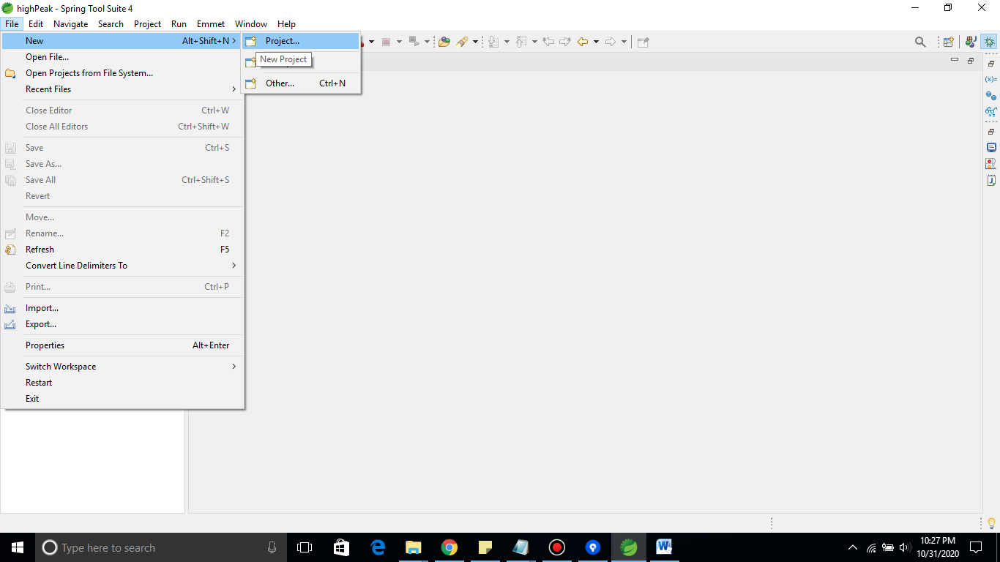 highPeak - Spring Tool Suite 4
File Edit Navigate Search Project Run Emmet Window Help
New Alt+Shift+N
Project...
New Project
Other... Ctrl+N
Open File...
Open Projects from File System...
Recent Files
Close Editor Ctrl+W
Close All Editors Ctrl+Shift+W
Save Ctrl+S
Save As...
Save All Ctrl+Shift+S
Revert
Move...
Rename... F2
Refresh F5
Convert Line Delimiters To
Print... Ctrl+P
Import...
Export...
Properties Alt+Enter
Switch Workspace
Restart
Exit
(x)=
Type here to search
10:27 PM
10/31/2020